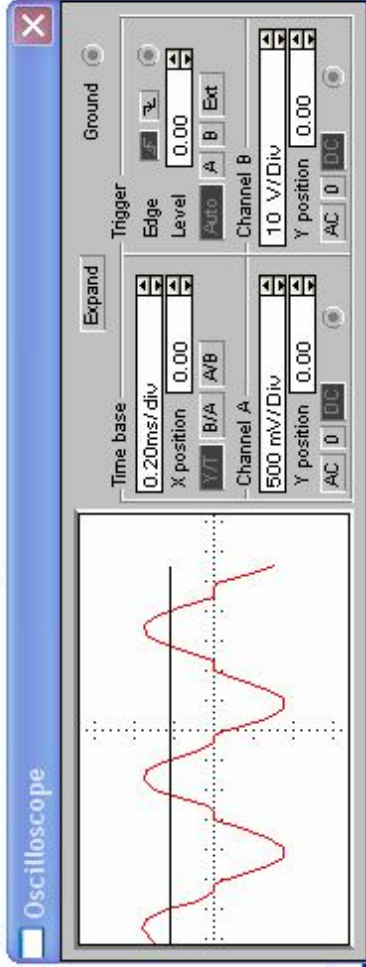 Oscilloscope
Expand
Ground
Time base
0.20ms/div
X position
0.00
Y/T B/A A/B
Trigger
Edge
Level
0.00
Auto A B Ext
Channel A
500 mV/Div
Y position
0.00
AC 0 DC
Channel B
10 V/Div
Y position
0.00
AC 0 DC